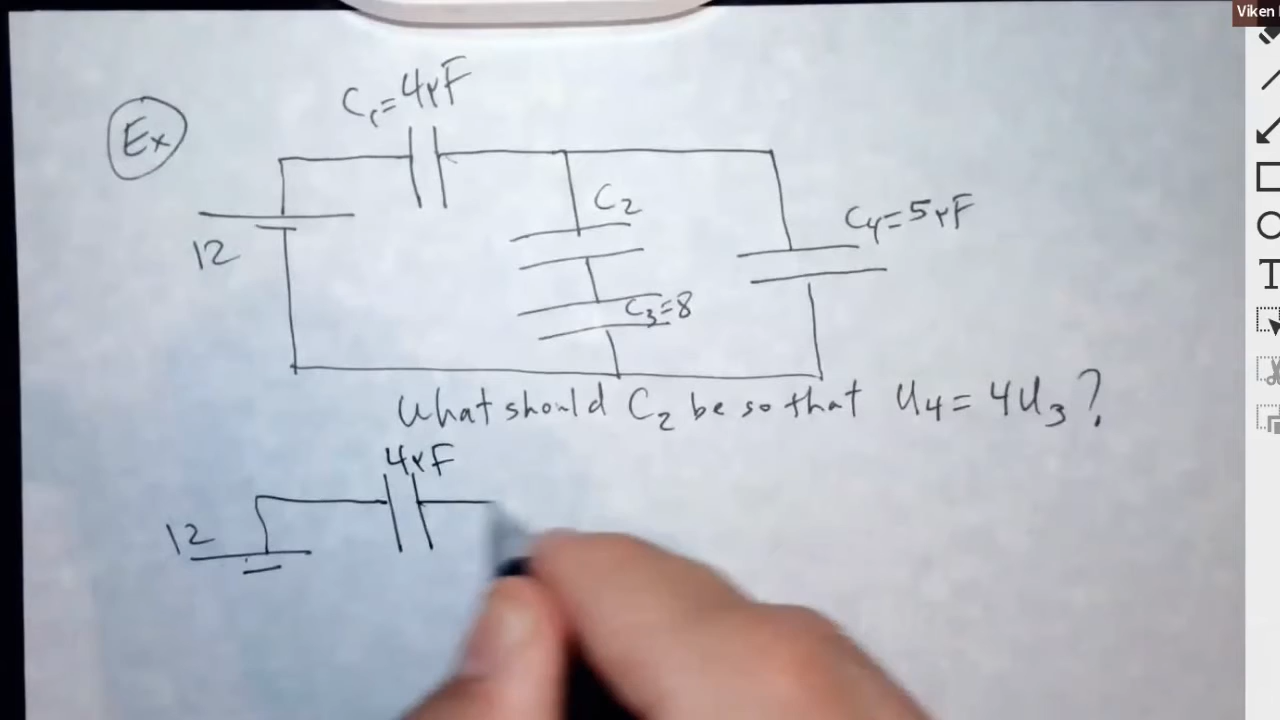 Viken
Ex
C₁=4μF
C₂
C₄=5μF
12
C₃=8
What should C₂ be so that U₄=4U₃?
4μF
12
T